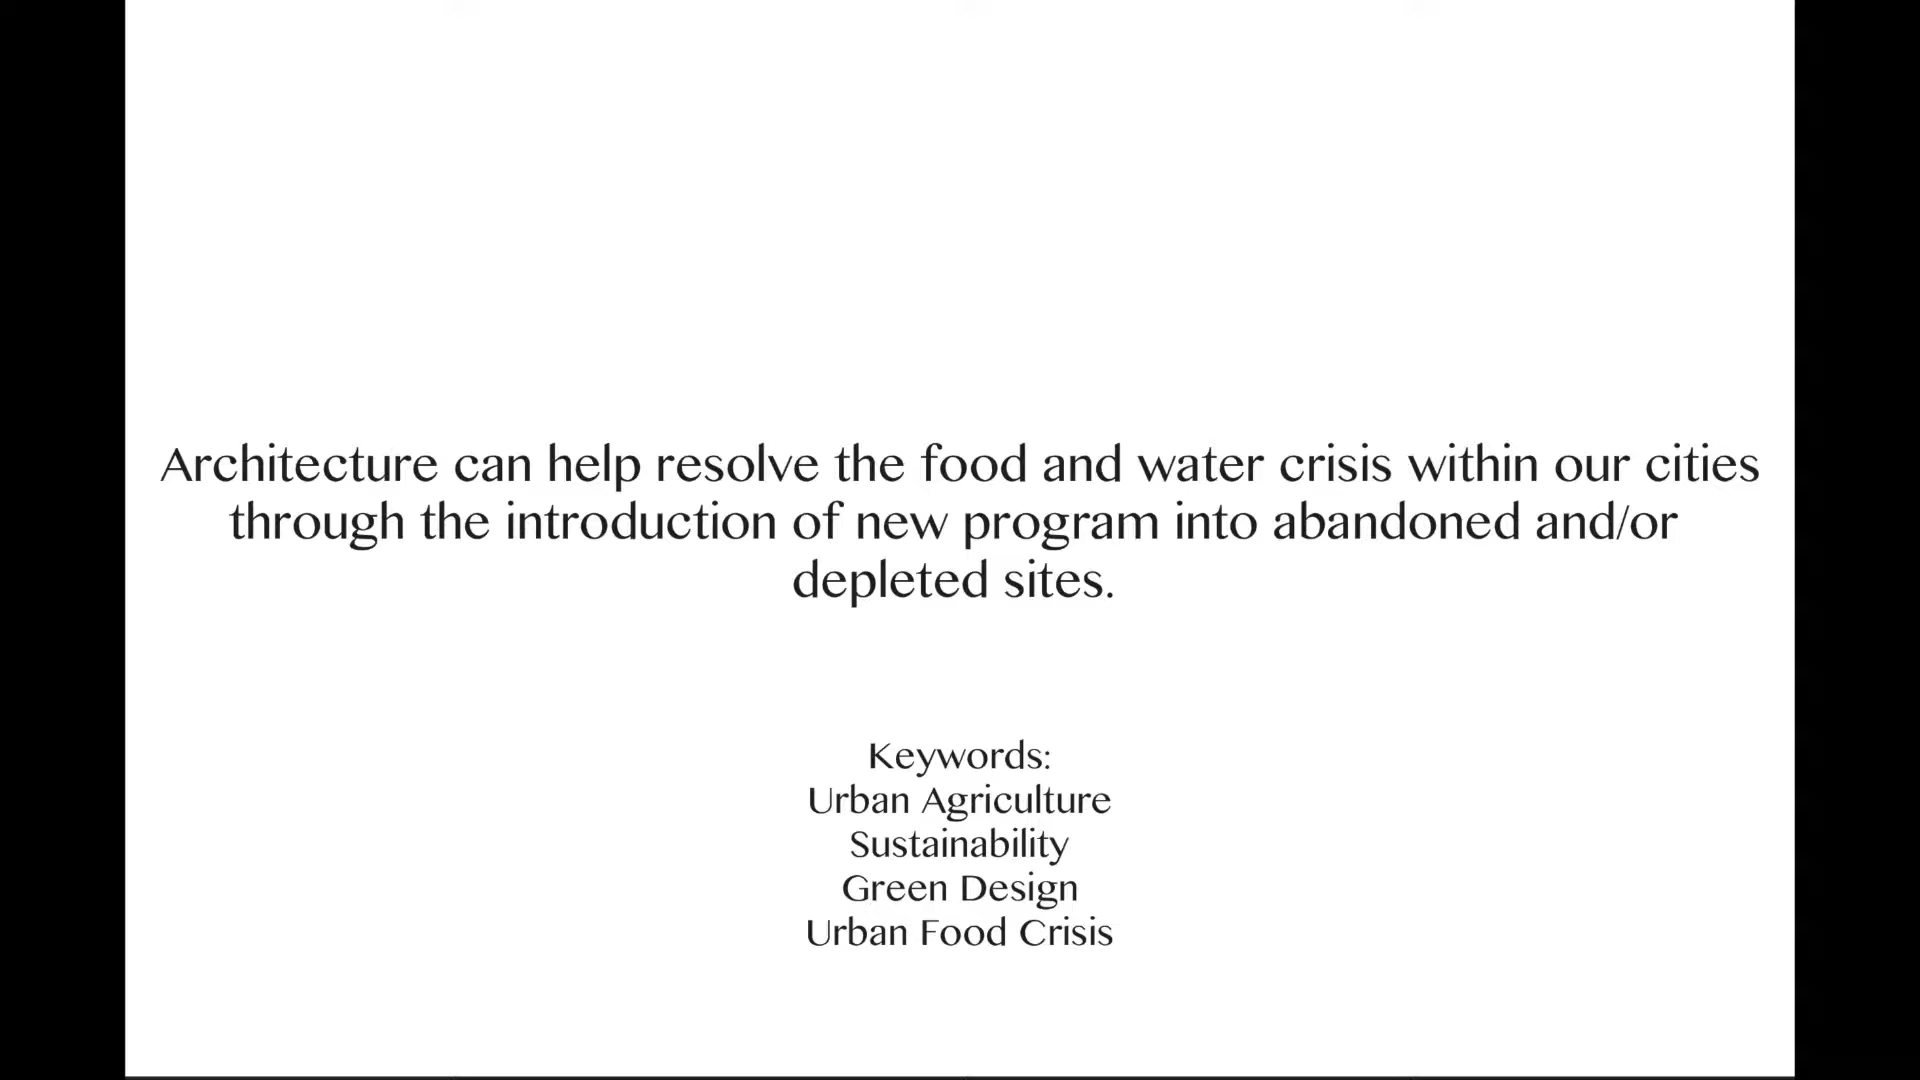 Architecture can help resolve the food and water crisis within our cities
through the introduction of new program into abandoned and/or
depleted sites.
Keywords:
Urban Agriculture
Sustainability
Green Design
Urban Food Crisis